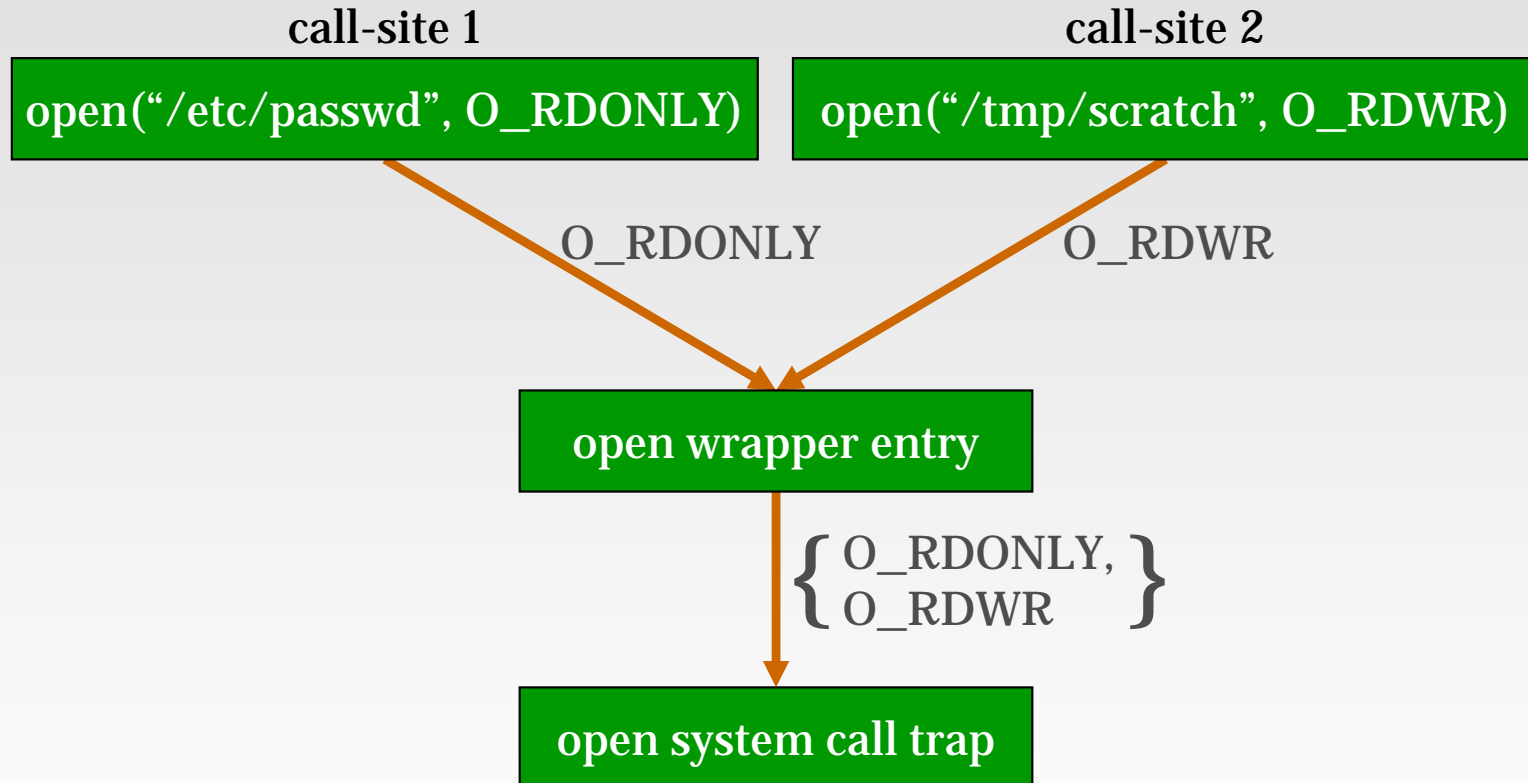 call-site 1
call-site 2
open(“/etc/passwd”, O_RDONLY)
open(“/tmp/scratch”, O_RDWR)
O_RDONLY
O_RDWR
open wrapper entry
{ O_RDONLY, }
O_RDWR
open system call trap